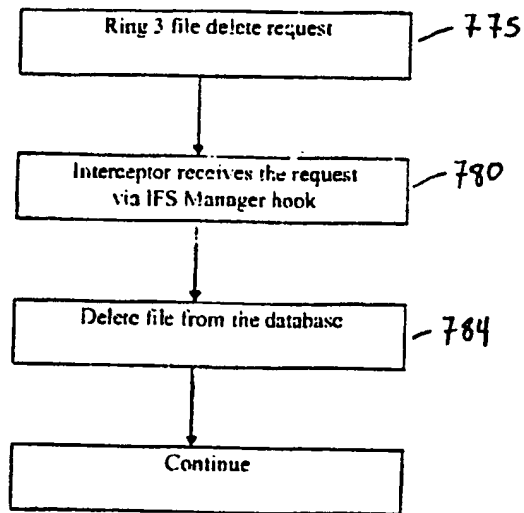 Ring 3 file delete request
775
Interceptor receives the request
via IFS Manager hook
780
Delete file from the database
784
Continue